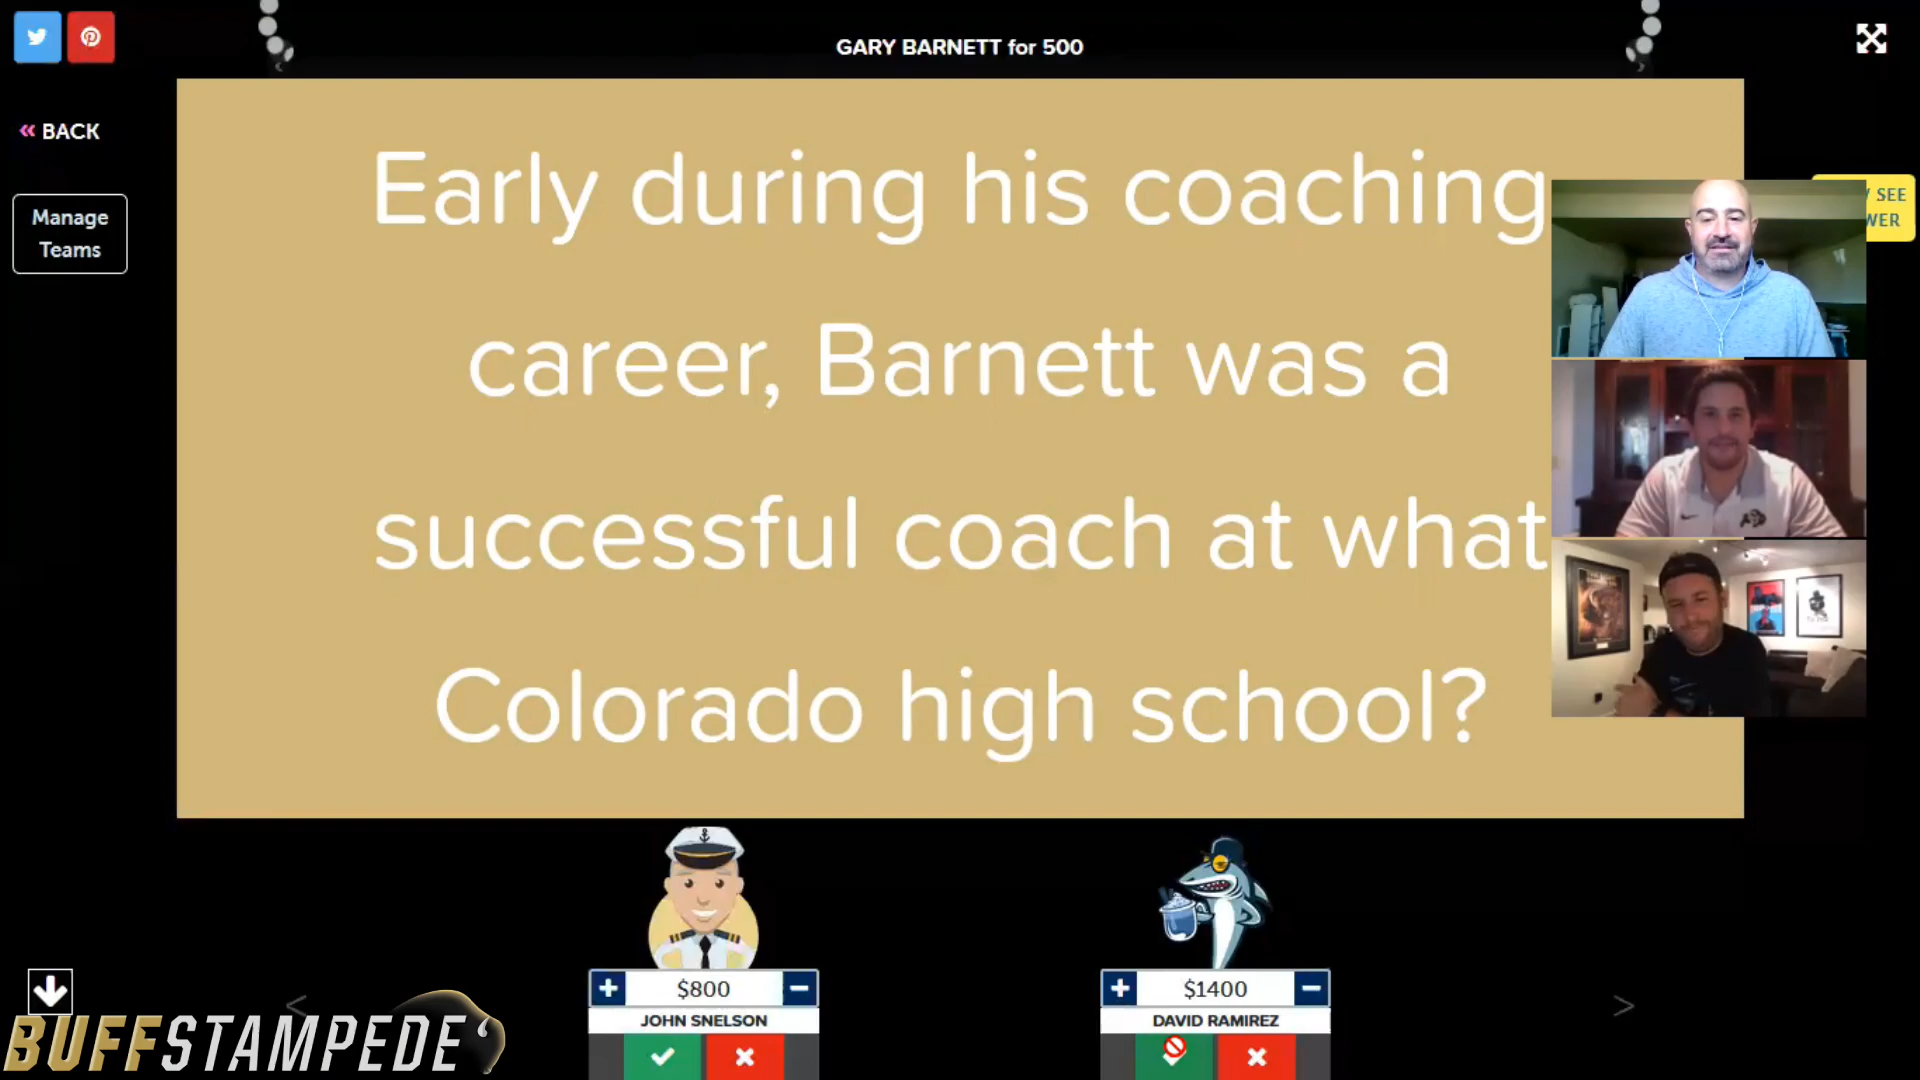 GARY BARNETT for 500
« BACK
Manage
Teams
Early during his coaching
career, Barnett was a
successful coach at what
Colorado high school?
SEE
WER
$800
$1400
JOHN SNELSON
DAVID RAMIREZ
BUFFSTAMPEDE